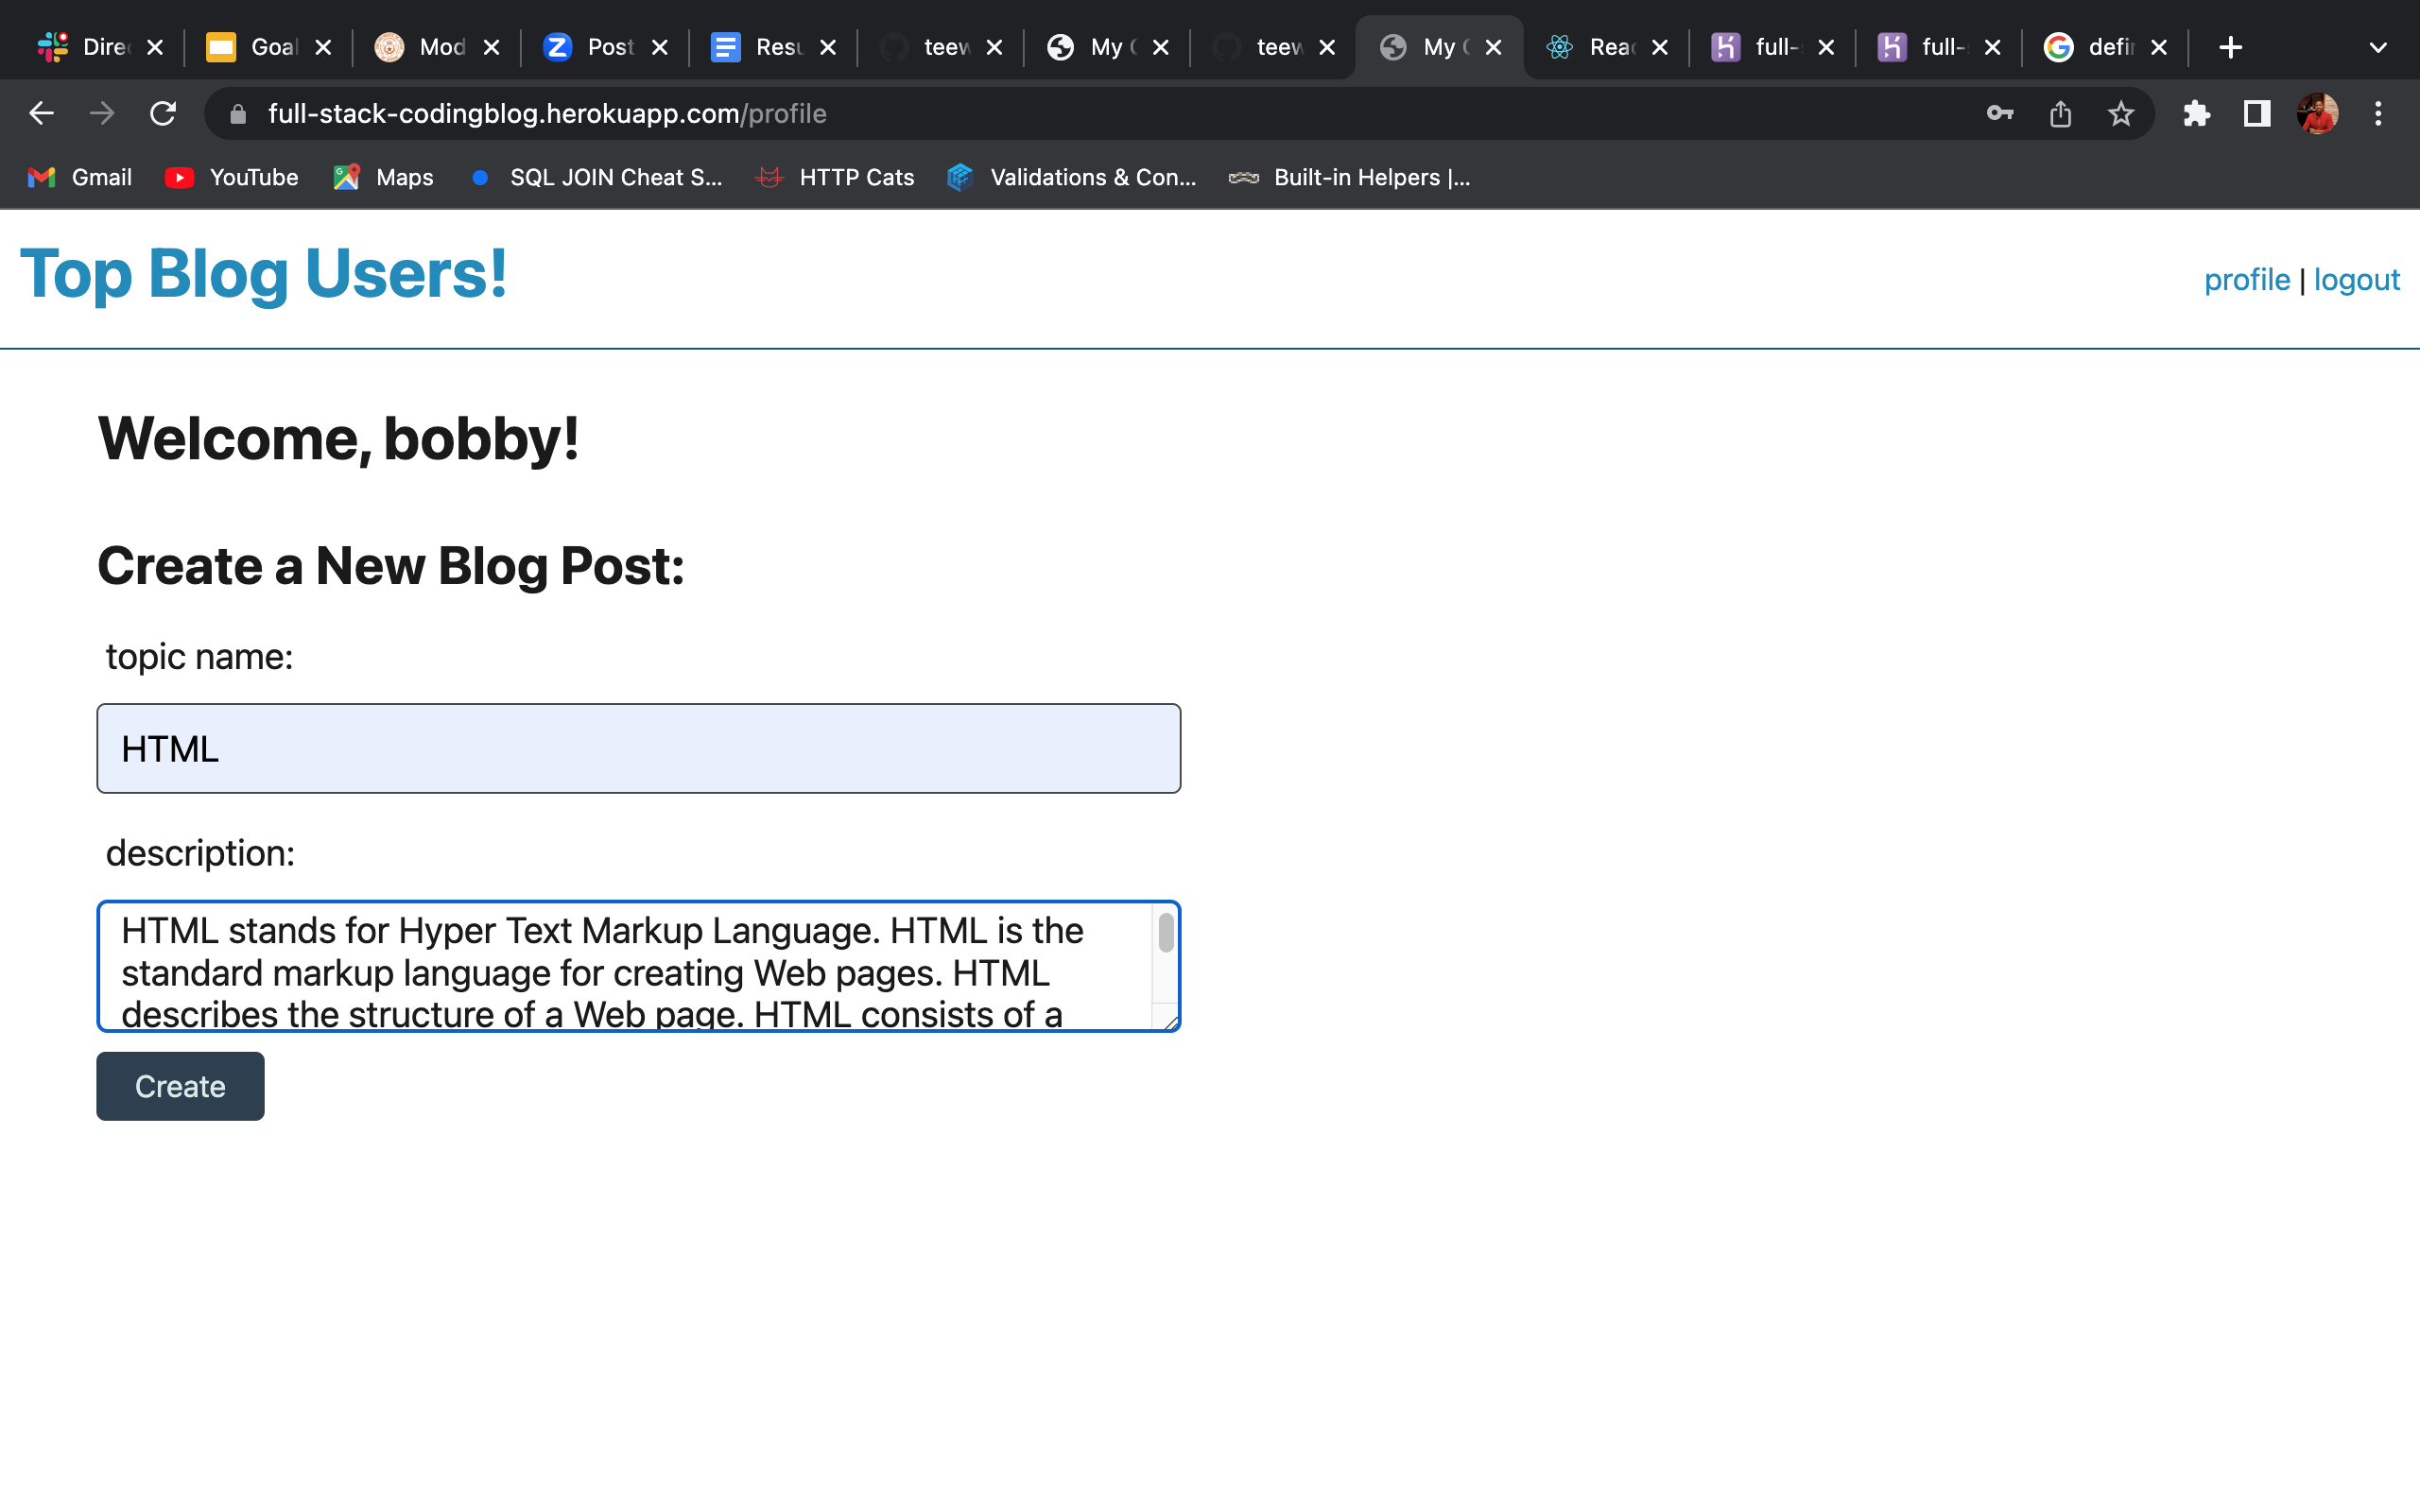 Dire Goal Mod Post Resu teew My teew My Read full- full- defin
full-stack-codingblog.herokuapp.com/profile
Gmail YouTube Maps SQL JOIN Cheat S... HTTP Cats Validations & Con... Built-in Helpers |...
Top Blog Users!
profile | logout
Welcome, bobby!
Create a New Blog Post:
topic name:
HTML
description:
HTML stands for Hyper Text Markup Language. HTML is the
standard markup language for creating Web pages. HTML
describes the structure of a Web page. HTML consists of a
Create